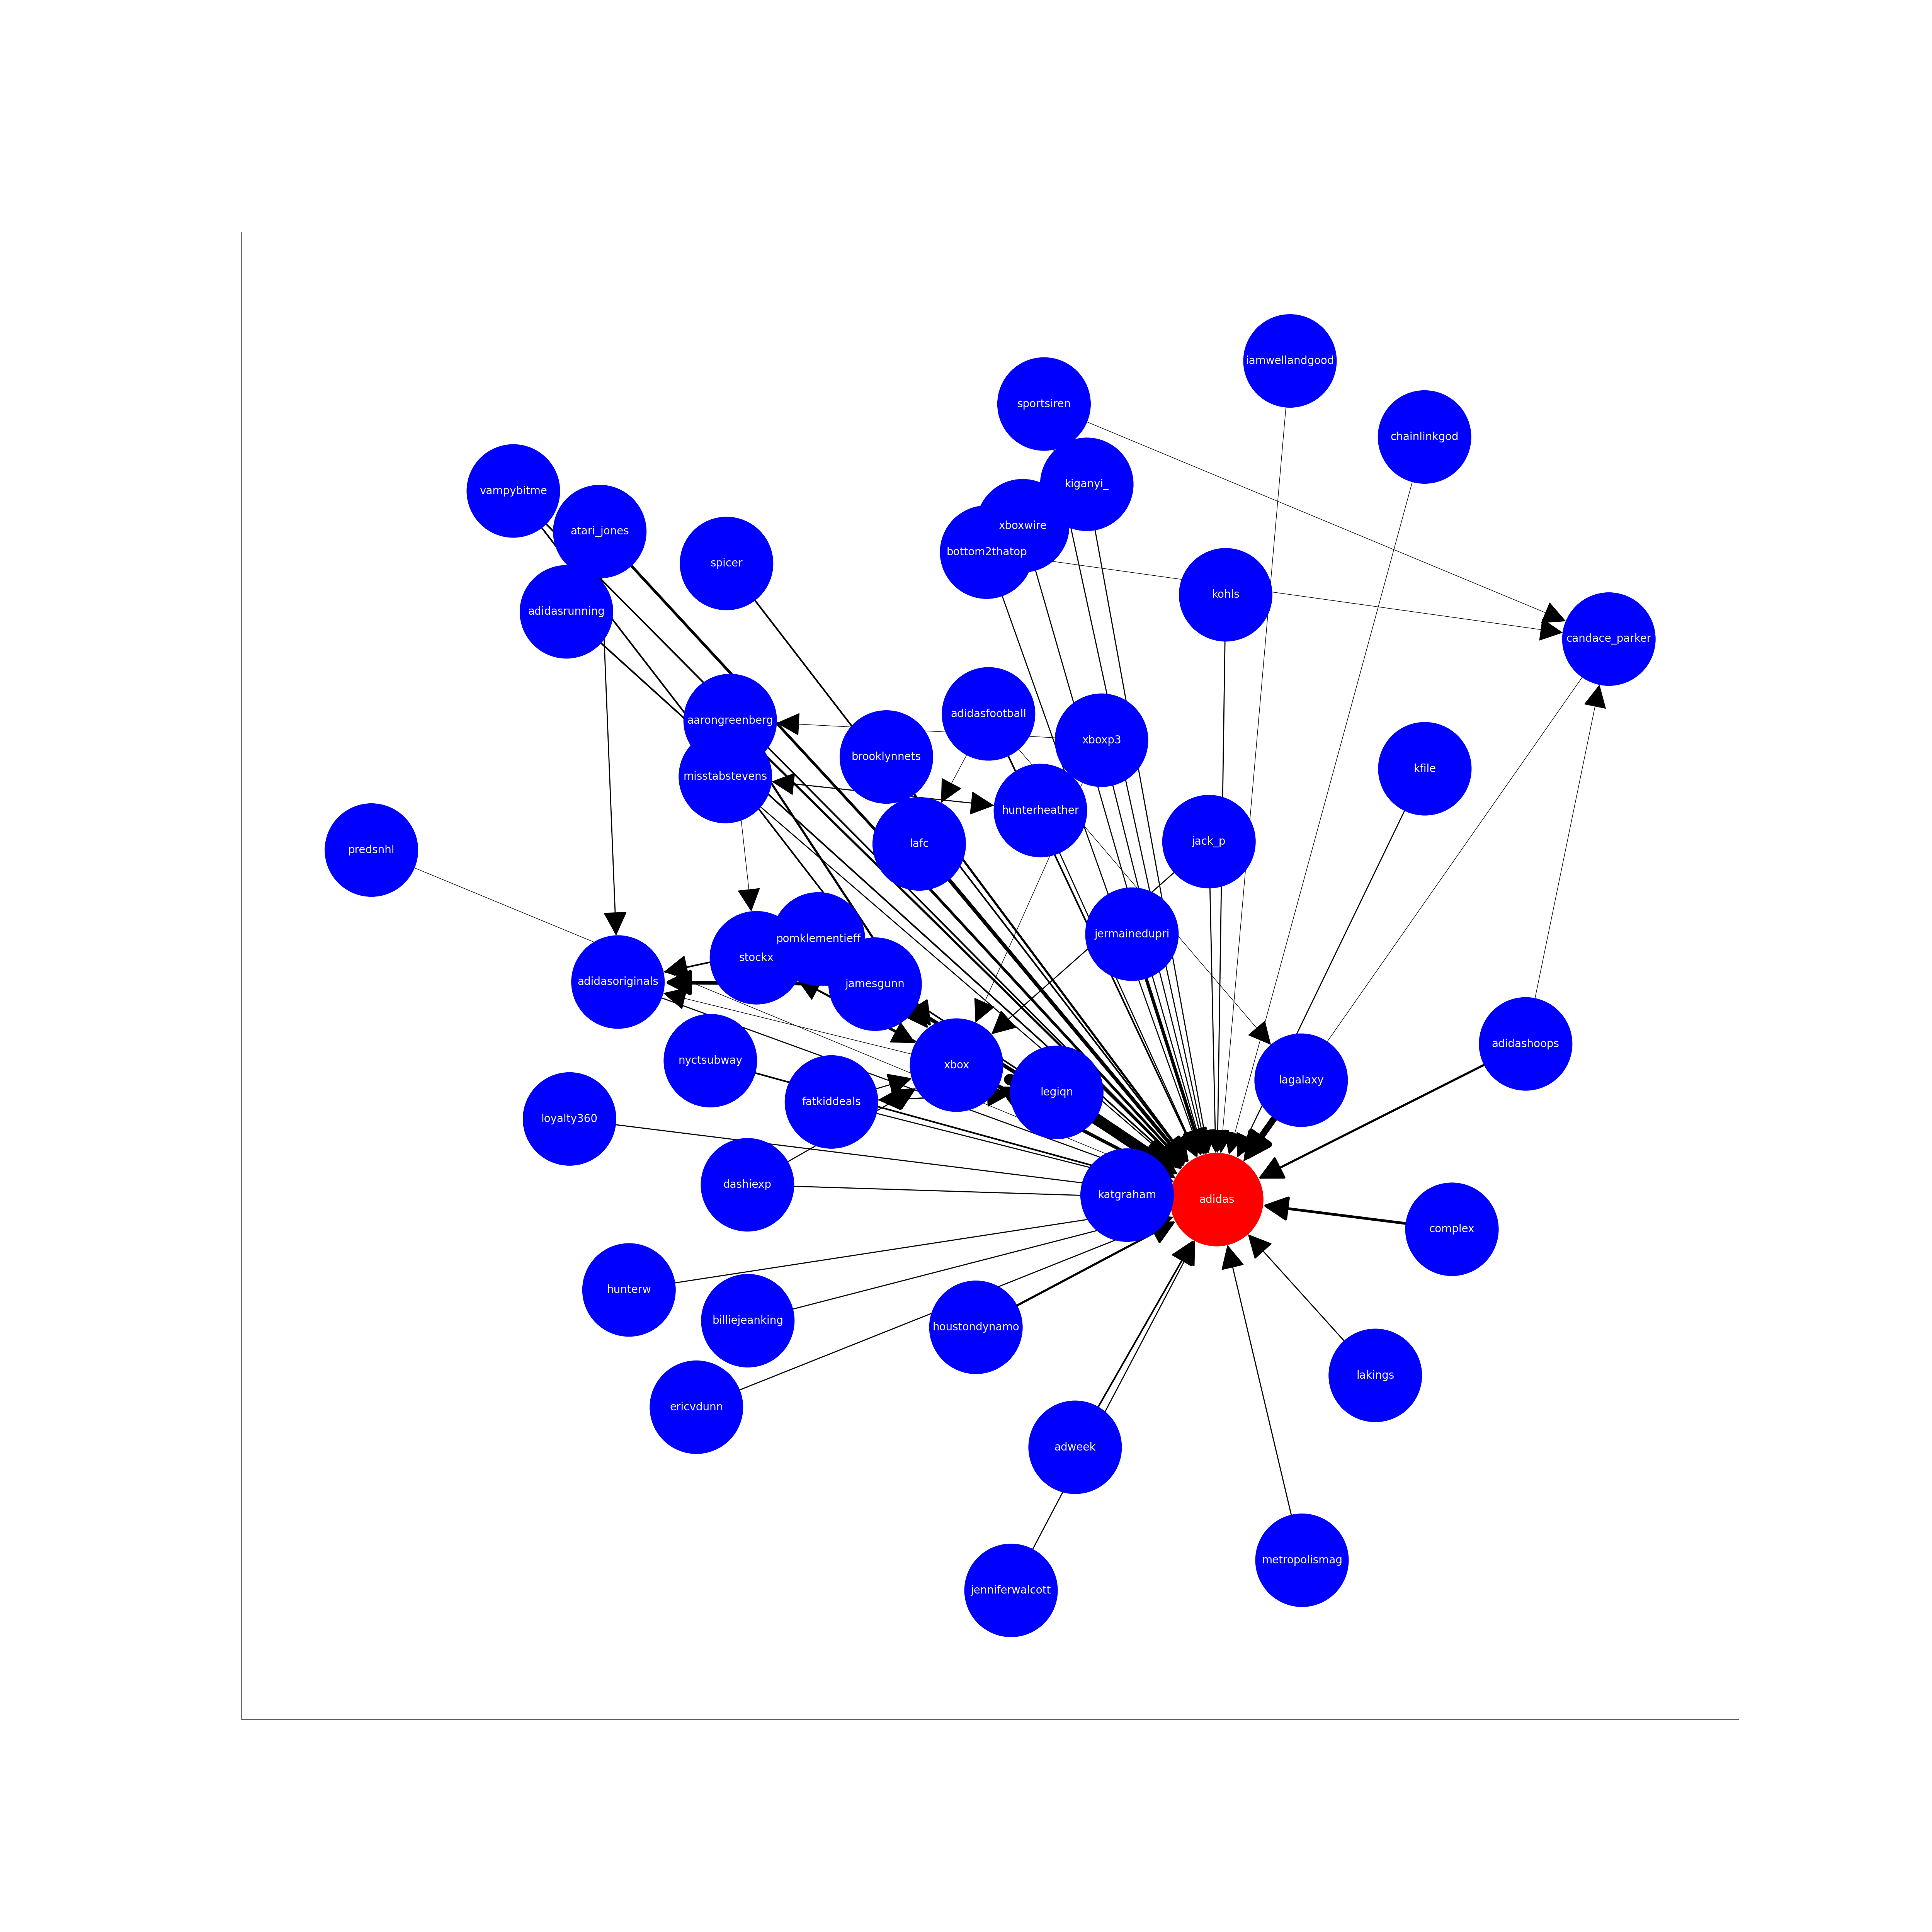 iamwellandgood
sportsiren
chainlinkgod
kiganyi_
vampybitme
xboxwire
atari_jones
bottom2thatop
spicer
kohls
adidasrunning
candace_parker
adidasfootball
aarongreenberg
xboxp3
brooklynnets
kfile
misstabstevens
hunterheather
jack_p
lafc
predsnhl
jermainedupri
pomklementieff
stockx
adidasoriginals
jamesgunn
adidashoops
nyctsubway
xbox
lagalaxy
legiqn
fatkiddeals
loyalty360
dashiexp
katgraham
adidas
complex
hunterw
billiejeanking
houstondynamo
lakings
ericvdunn
adweek
metropolismag
jenniferwalcott